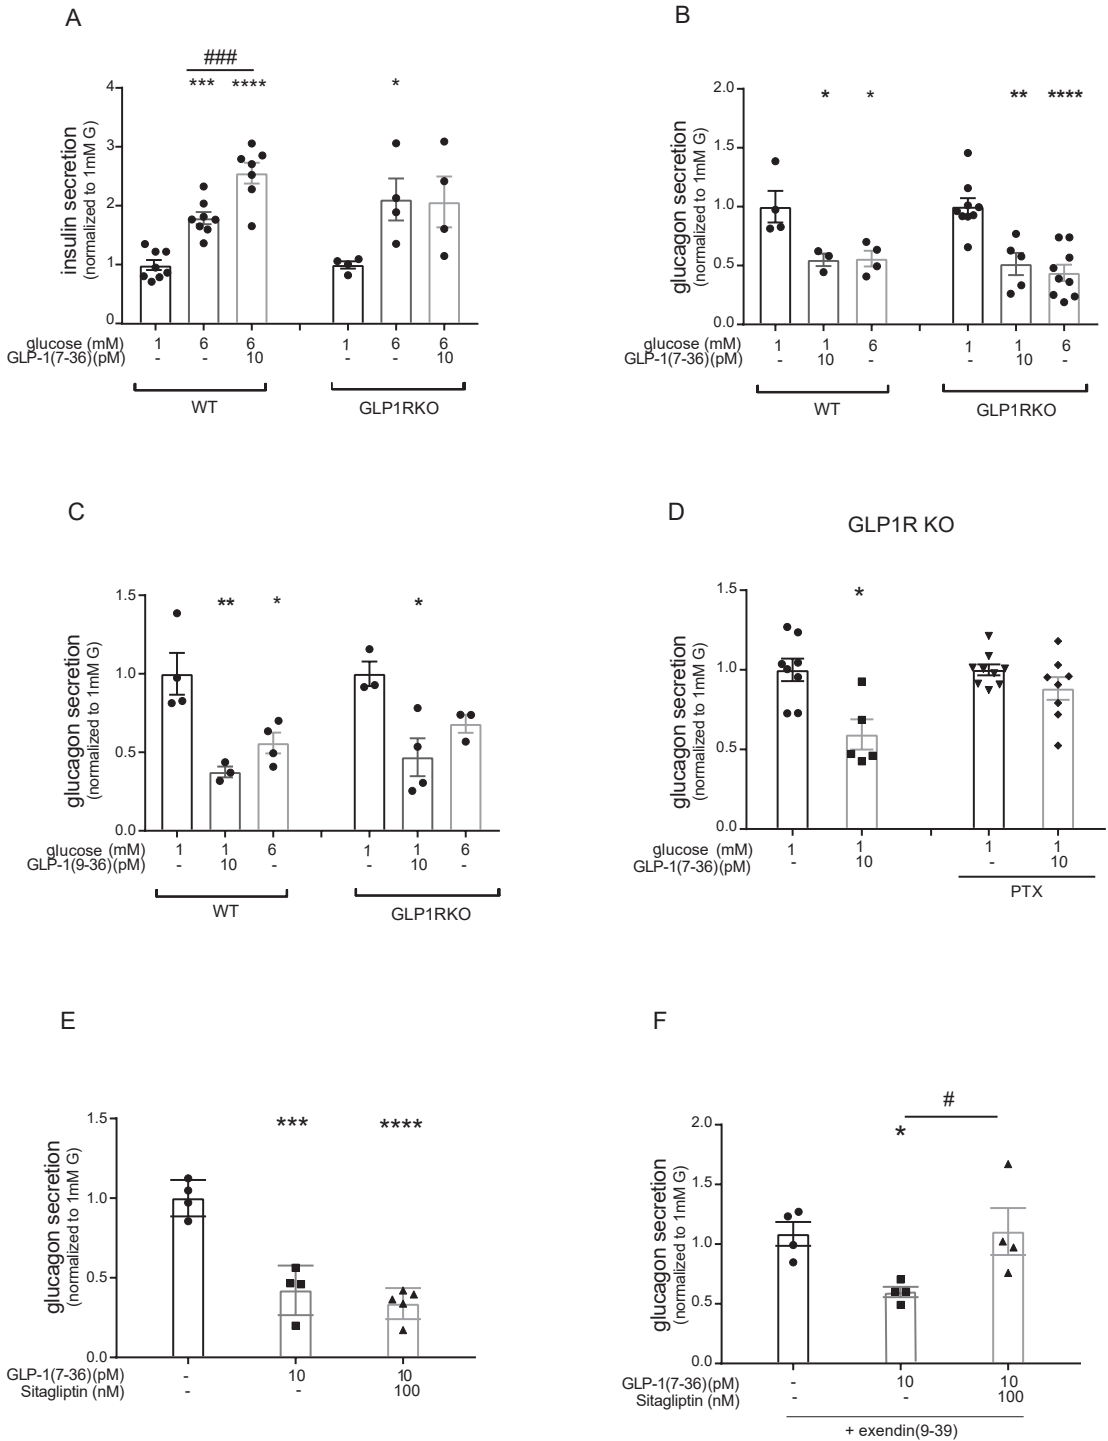 A
###
*** ****
*
insulin secretion
(normalized to 1mM G)
4
3
2
1
0
glucose (mM) 1 6 6 1 6 6
GLP-1(7-36)(pM) - - 10 - - 10
WT
GLP1RKO
B
* *
** ****
glucagon secretion
(normalized to 1mM G)
2.0
1.5
1.0
0.5
0.0
glucose (mM) 1 1 6 1 1 6
GLP-1(7-36)(pM) - 10 - - 10 -
WT
GLP1RKO
C
** *
*
glucagon secretion
(normalized to 1mM G)
1.5
1.0
0.5
0.0
glucose (mM) 1 1 6 1 1 6
GLP-1(9-36)(pM) - 10 - - 10 -
WT
GLP1RKO
D
GLP1R KO
*
glucagon secretion
(normalized to 1mM G)
1.5
1.0
0.5
0.0
glucose (mM) 1 1 1 1
GLP-1(7-36)(pM) - 10 - 10
PTX
E
*** ****
glucagon secretion
(normalized to 1mM G)
1.5
1.0
0.5
0.0
GLP-1(7-36)(pM) - 10 10
Sitagliptin (nM) - - 100
F
#
*
glucagon secretion
(normalized to 1mM G)
2.0
1.5
1.0
0.5
0.0
GLP-1(7-36)(pM) - 10 10
Sitagliptin (nM) - - 100
+ exendin(9-39)